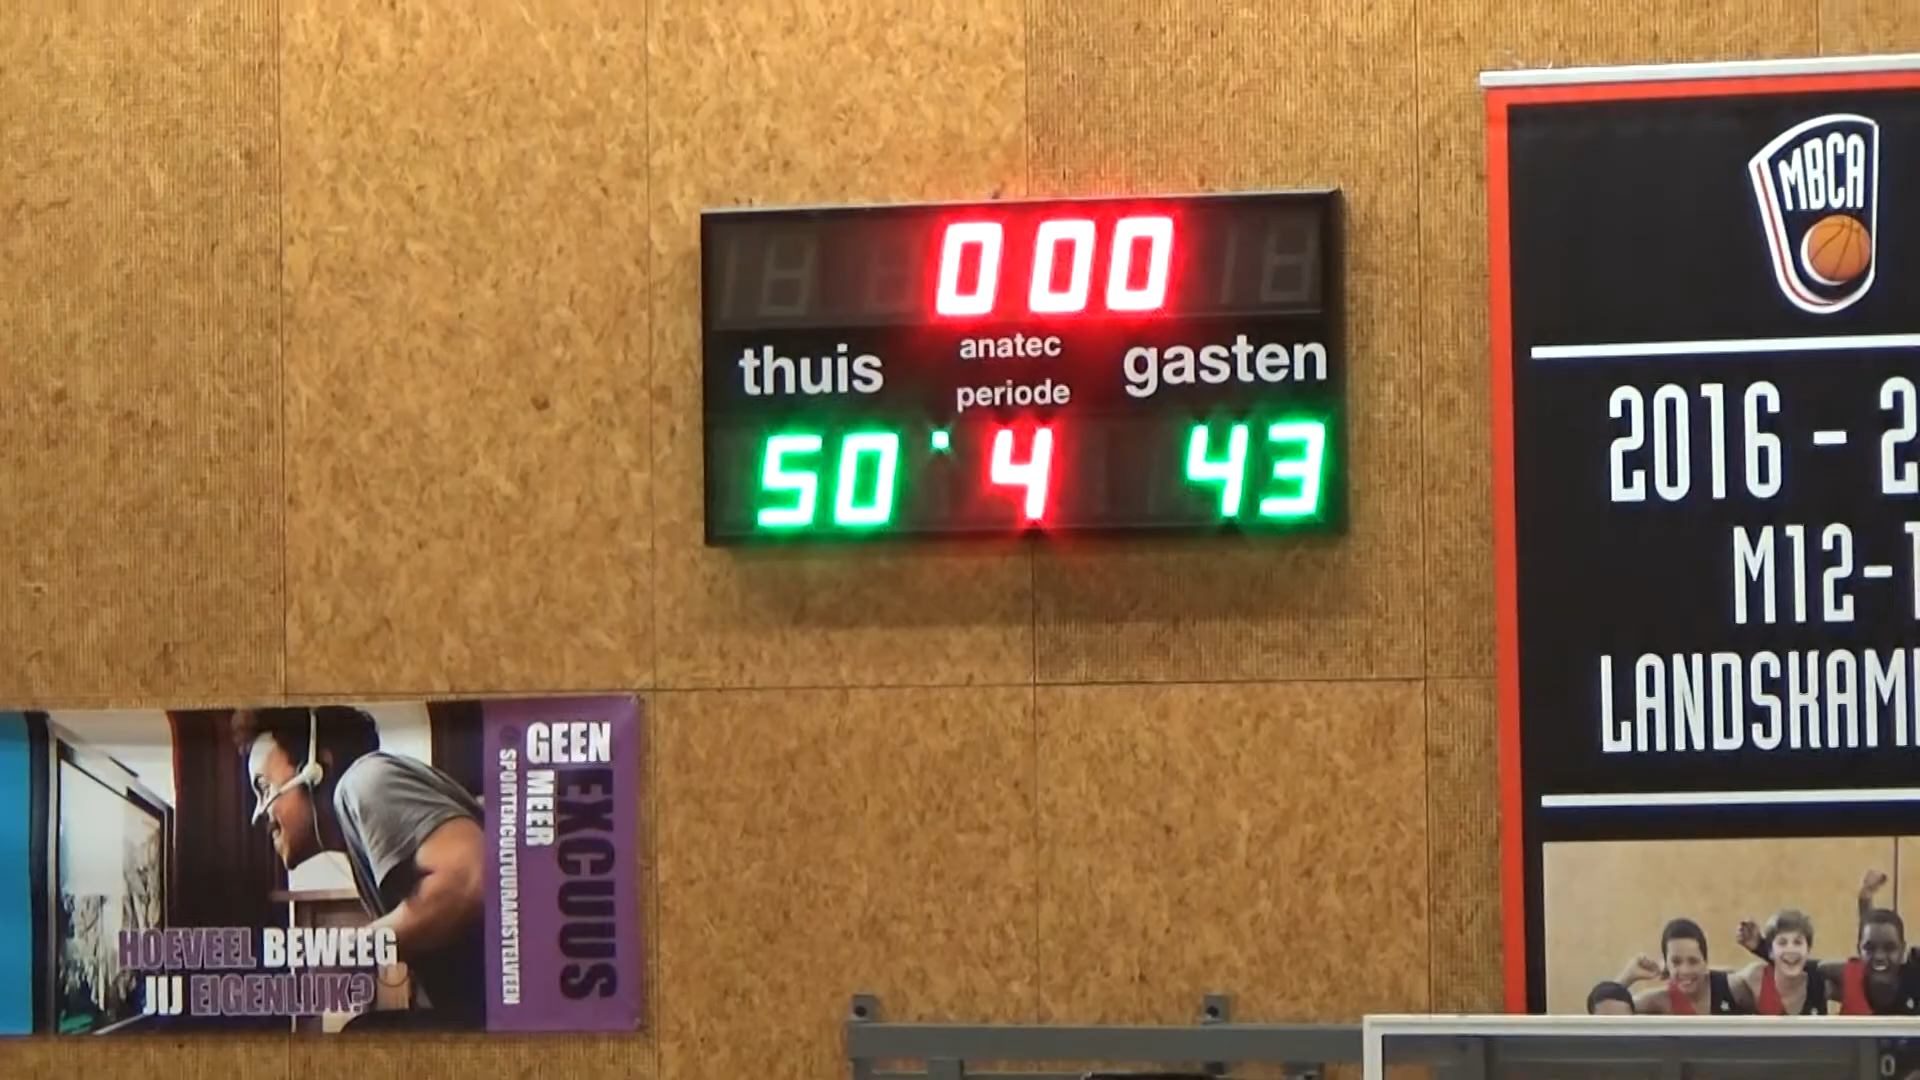 0 00
thuis
anatec
gasten
periode
50
4
43
MBCA
2016 - 2
M12-1
LANDSKAM
GEEN
MEER
EXCUUS
SPORTENCULTUURAMSTELVEEN
HOEVEEL BEWEEG
JIJ EIGENLIJK?